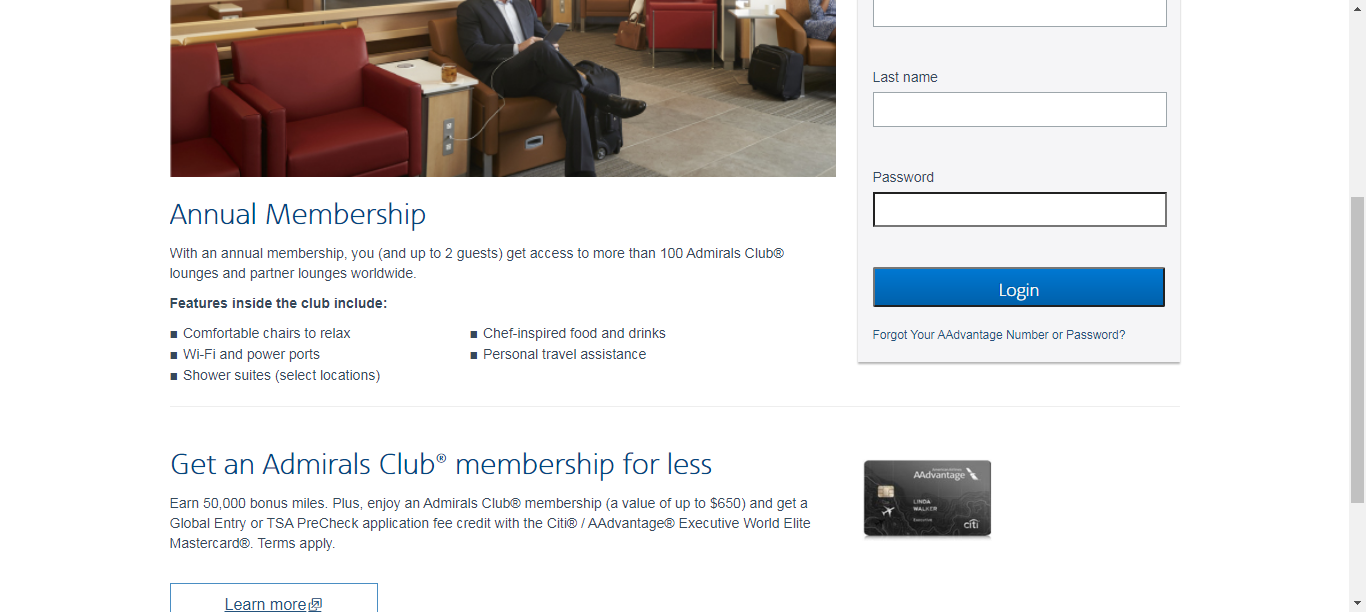 Last name
Password
Login
Forgot Your AAdvantage Number or Password?
Annual Membership
With an annual membership, you (and up to 2 guests) get access to more than 100 Admirals Club®
lounges and partner lounges worldwide.
Features inside the club include:
■ Comfortable chairs to relax
■ Wi-Fi and power ports
■ Shower suites (select locations)
■ Chef-inspired food and drinks
■ Personal travel assistance
Get an Admirals Club® membership for less
Earn 50,000 bonus miles. Plus, enjoy an Admirals Club® membership (a value of up to $650) and get a
Global Entry or TSA PreCheck application fee credit with the Citi® / AAdvantage® Executive World Elite
Mastercard®. Terms apply.
Learn more
AAdvantage
LINDA
WALKER
Executive
citi